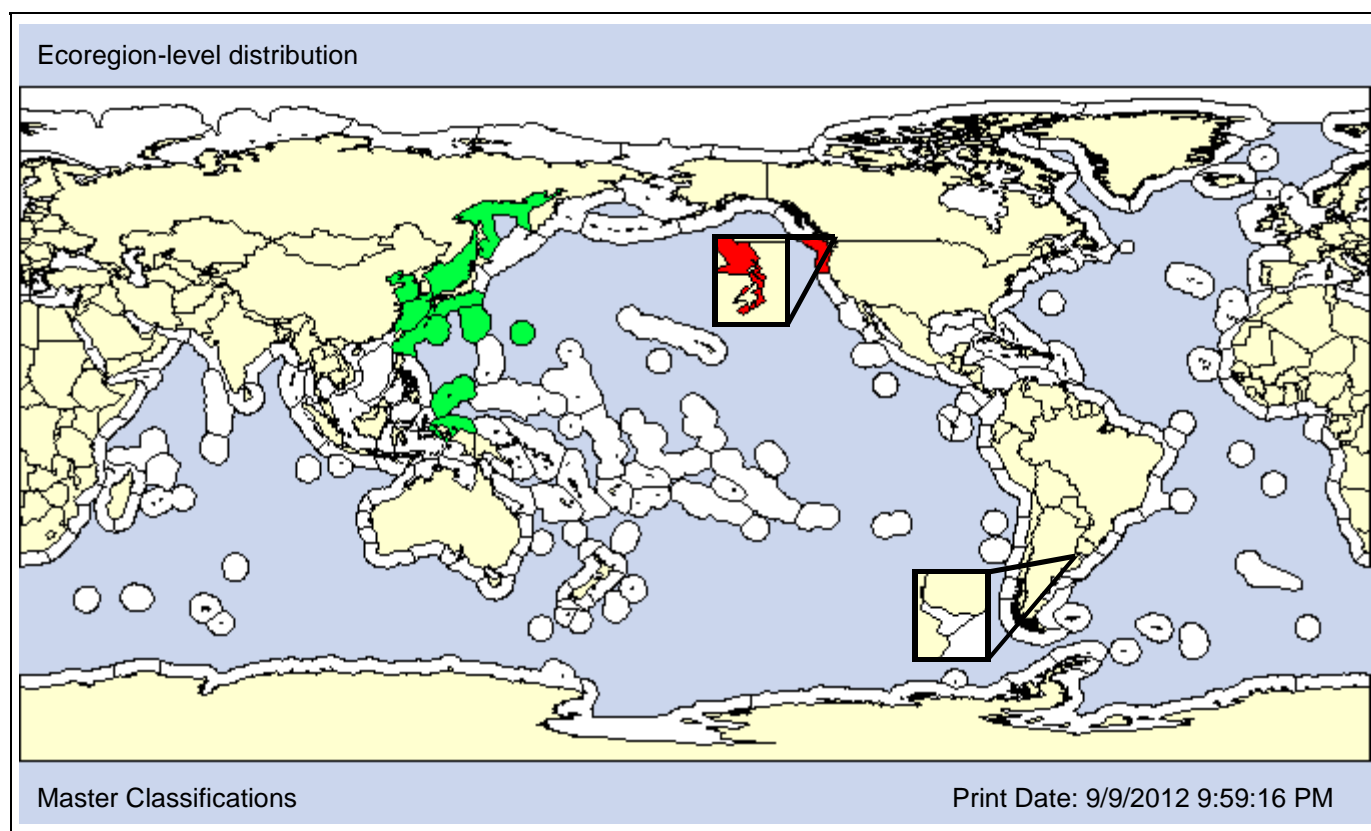 Ecoregion-level distribution
Master Classifications
Print Date: 9/9/2012 9:59:16 PM